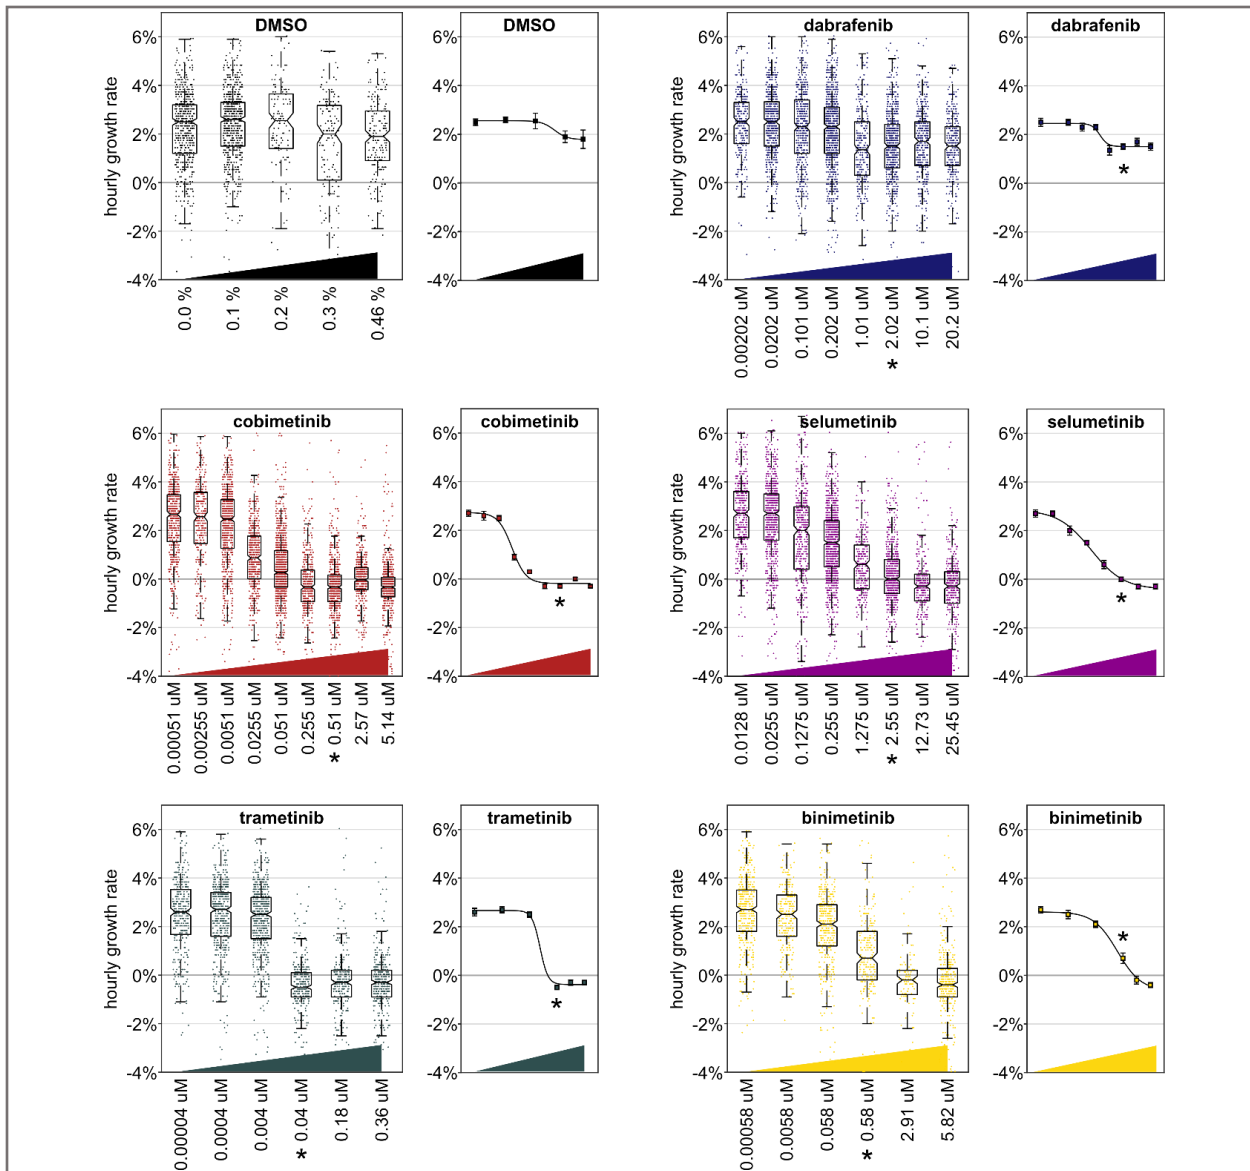 DMSO
DMSO
dabrafenib
dabrafenib
hourly growth rate
6%
4%
2%
0%
-2%
-4%
6%
4%
2%
0%
-2%
-4%
hourly growth rate
6%
4%
2%
0%
-2%
-4%
6%
4%
2%
0%
-2%
-4%
*
0.0 %
0.1 %
0.2 %
0.3 %
0.46 %
0.00202 uM
0.0202 uM
0.101 uM
0.202 uM
1.01 uM
* 2.02 uM
10.1 uM
20.2 uM
cobimetinib
cobimetinib
selumetinib
selumetinib
hourly growth rate
6%
4%
2%
0%
-2%
-4%
6%
4%
2%
0%
-2%
-4%
*
hourly growth rate
6%
4%
2%
0%
-2%
-4%
6%
4%
2%
0%
-2%
-4%
*
0.00051 uM
0.00255 uM
0.0051 uM
0.0255 uM
0.051 uM
0.255 uM
* 0.51 uM
2.57 uM
5.14 uM
0.0128 uM
0.0255 uM
0.1275 uM
0.255 uM
1.275 uM
* 2.55 uM
12.73 uM
25.45 uM
trametinib
trametinib
binimetinib
binimetinib
hourly growth rate
6%
4%
2%
0%
-2%
-4%
6%
4%
2%
0%
-2%
-4%
*
hourly growth rate
6%
4%
2%
0%
-2%
-4%
6%
4%
2%
0%
-2%
-4%
*
0.00004 uM
0.0004 uM
0.004 uM
* 0.04 uM
0.18 uM
0.36 uM
0.00058 uM
0.0058 uM
0.058 uM
* 0.58 uM
2.91 uM
5.82 uM